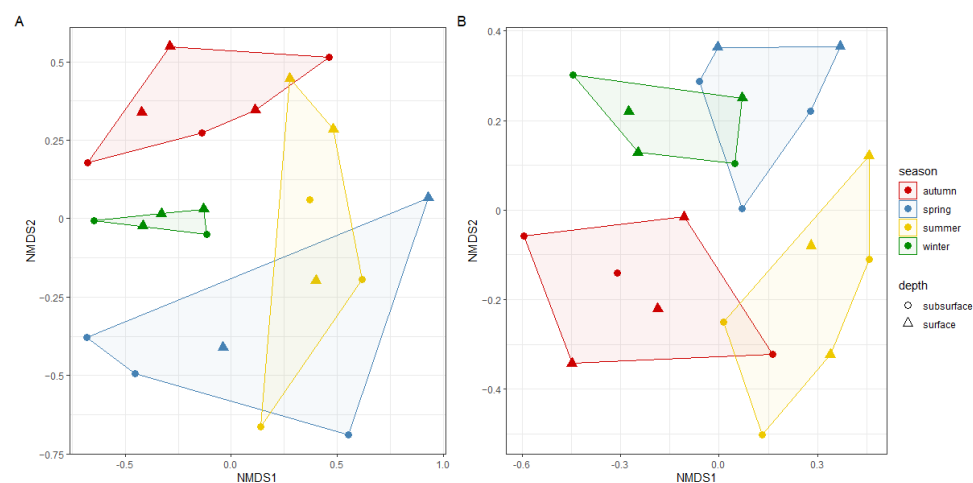 A
B
NMDS2
0.5
0.25
0
−0.25
−0.5
−0.75
−0.5
0.0
0.5
1.0
NMDS1
NMDS2
0.4
0.2
0
−0.2
−0.4
−0.6
−0.3
0.0
0.3
NMDS1
season
autumn
spring
summer
winter
depth
subsurface
surface